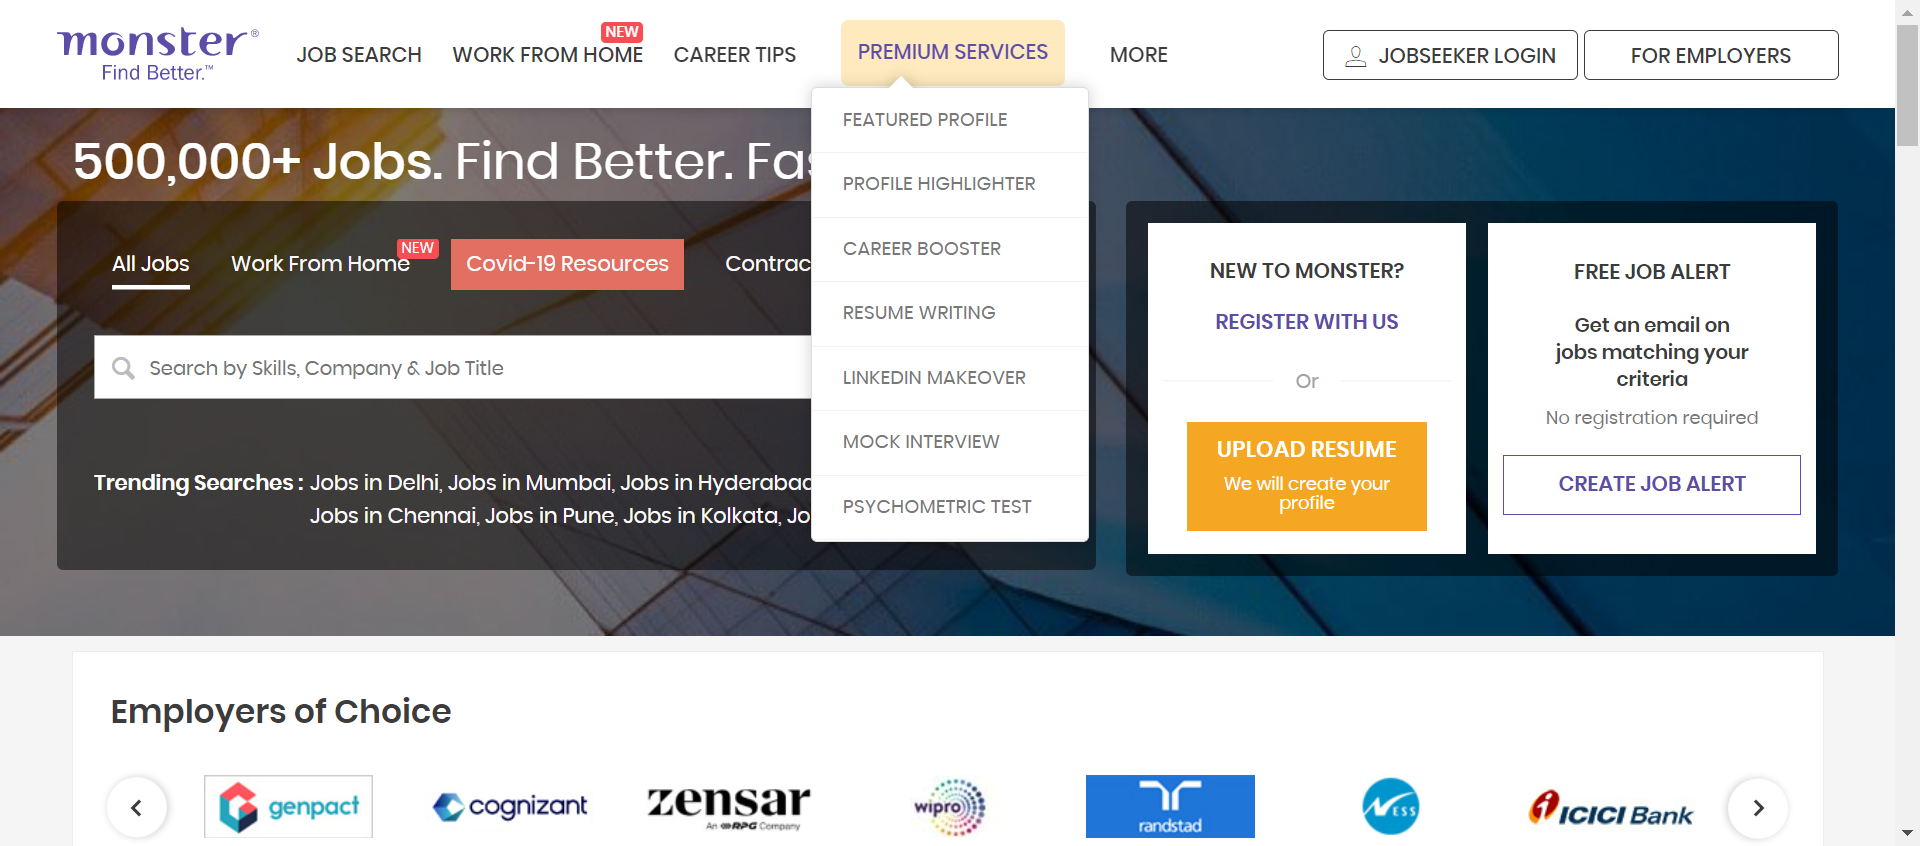 monster®
Find Better.™
JOB SEARCH
WORK FROM HOME
NEW
CAREER TIPS
PREMIUM SERVICES
MORE
JOBSEEKER LOGIN
FOR EMPLOYERS
FEATURED PROFILE
PROFILE HIGHLIGHTER
CAREER BOOSTER
RESUME WRITING
LINKEDIN MAKEOVER
MOCK INTERVIEW
PSYCHOMETRIC TEST
500,000+ Jobs. Find Better. Fas
All Jobs
Work From Home
NEW
Covid-19 Resources
Contrac
Search by Skills, Company & Job Title
Trending Searches : Jobs in Delhi, Jobs in Mumbai, Jobs in Hyderabad
Jobs in Chennai, Jobs in Pune, Jobs in Kolkata, Jo
NEW TO MONSTER?
REGISTER WITH US
Or
UPLOAD RESUME
We will create your
profile
FREE JOB ALERT
Get an email on
jobs matching your
criteria
No registration required
CREATE JOB ALERT
Employers of Choice
genpact
cognizant
zensar
An RPG Company
wipro
randstad
NESS
ICICI Bank